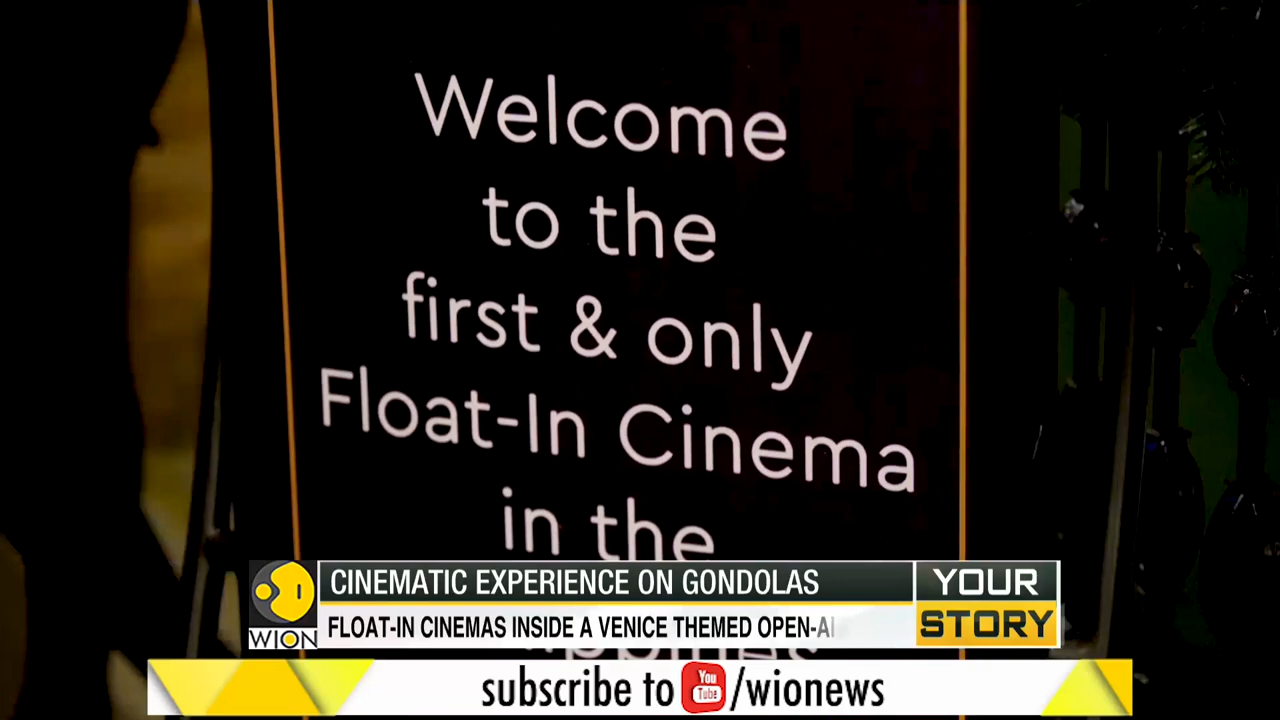 Welcome
to the
first & only
Float-In Cinema
in the
CINEMATIC EXPERIENCE ON GONDOLAS
YOUR
STORY
FLOAT-IN CINEMAS INSIDE A VENICE THEMED OPEN-AI
WION
subscribe to You Tube /wionews